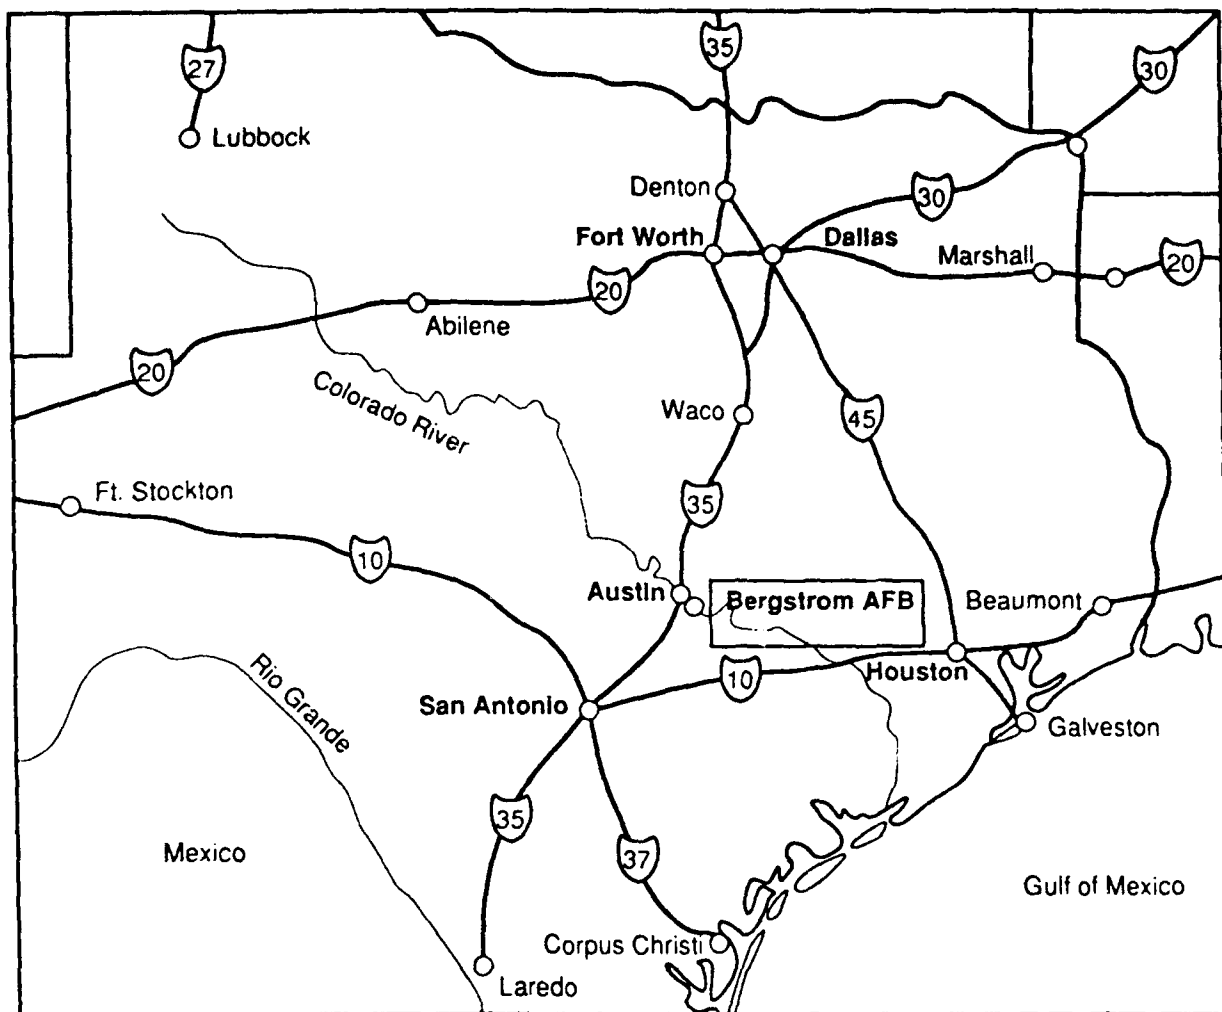 35
27
30
Lubbock
Denton
30
Fort Worth
Dallas
Marshall
20
20
Abilene
20
Colorado River
Waco
45
Ft. Stockton
35
10
Austin
Bergstrom AFB
Beaumont
Rio Grande
10
Houston
San Antonio
Galveston
35
37
Mexico
Gulf of Mexico
Corpus Christi
Laredo